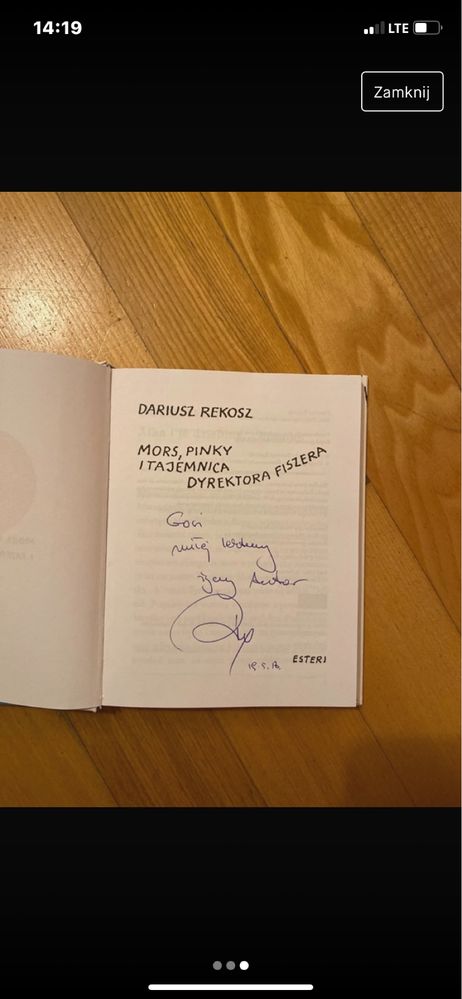 14:19
LTE
Zamknij
DARIUSZ REKOSZ
MORS, PINKY
I TAJEMNICA
DYREKTORA FISZERA
Gosi
miłej lektury
życzy Autor
ESTERI